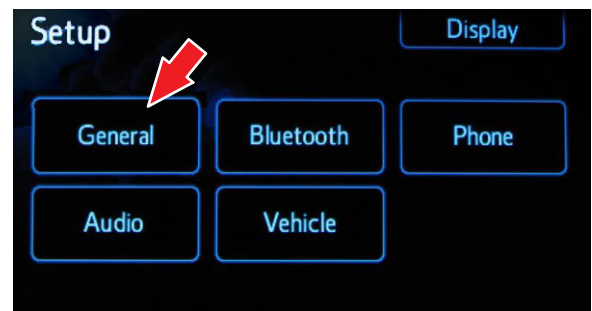 Setup
Display
General
Bluetooth
Phone
Audio
Vehicle